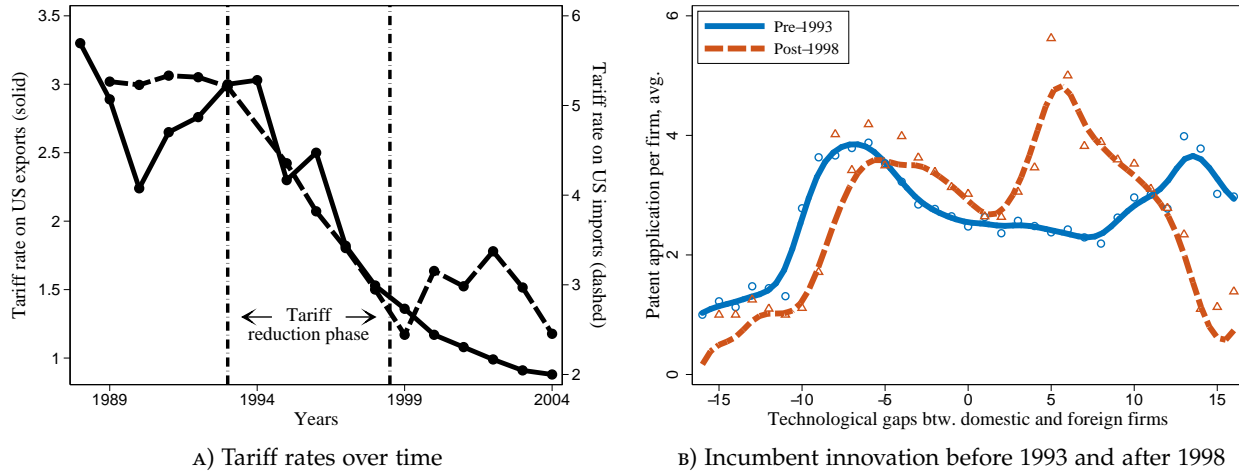 3.5
3
2.5
2
1.5
1
Tariff rate on US exports (solid)
6
5
4
3
2
Tariff rate on US imports (dashed)
Tariff
reduction phase
1989
1994
1999
2004
Years
A) Tariff rates over time
6
4
2
0
Patent application per firm, avg.
Pre–1993
Post–1998
–15
–10
–5
0
5
10
15
Technological gaps btw. domestic and foreign firms
B) Incumbent innovation before 1993 and after 1998